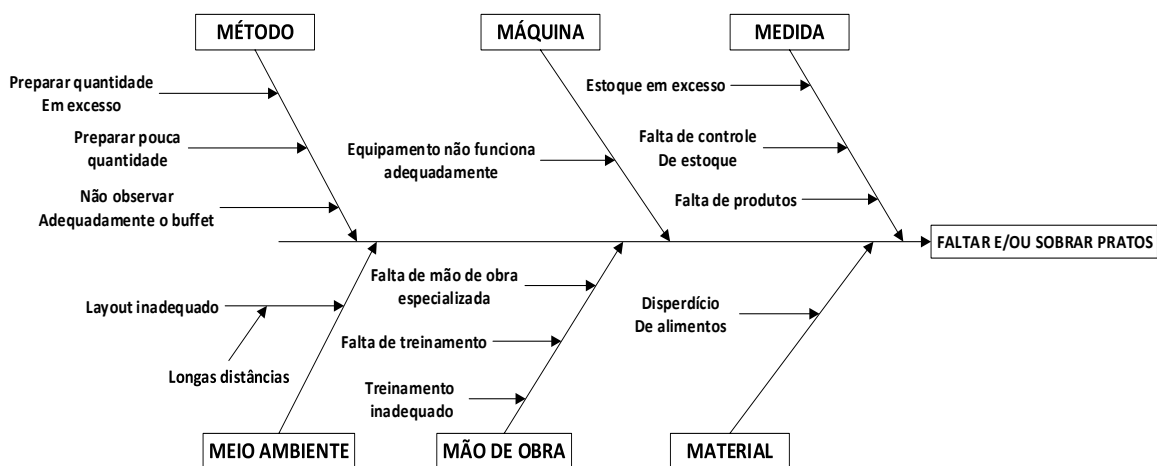 MÉTODO
MÁQUINA
MEDIDA
Preparar quantidade
Em excesso
Preparar pouca
quantidade
Não observar
Adequadamente o buffet
Equipamento não funciona
adequadamente
Estoque em excesso
Falta de controle
De estoque
Falta de produtos
FALTAR E/OU SOBRAR PRATOS
Layout inadequado
Longas distâncias
Falta de mão de obra
especializada
Falta de treinamento
Treinamento
inadequado
Disperdício
De alimentos
MEIO AMBIENTE
MÃO DE OBRA
MATERIAL